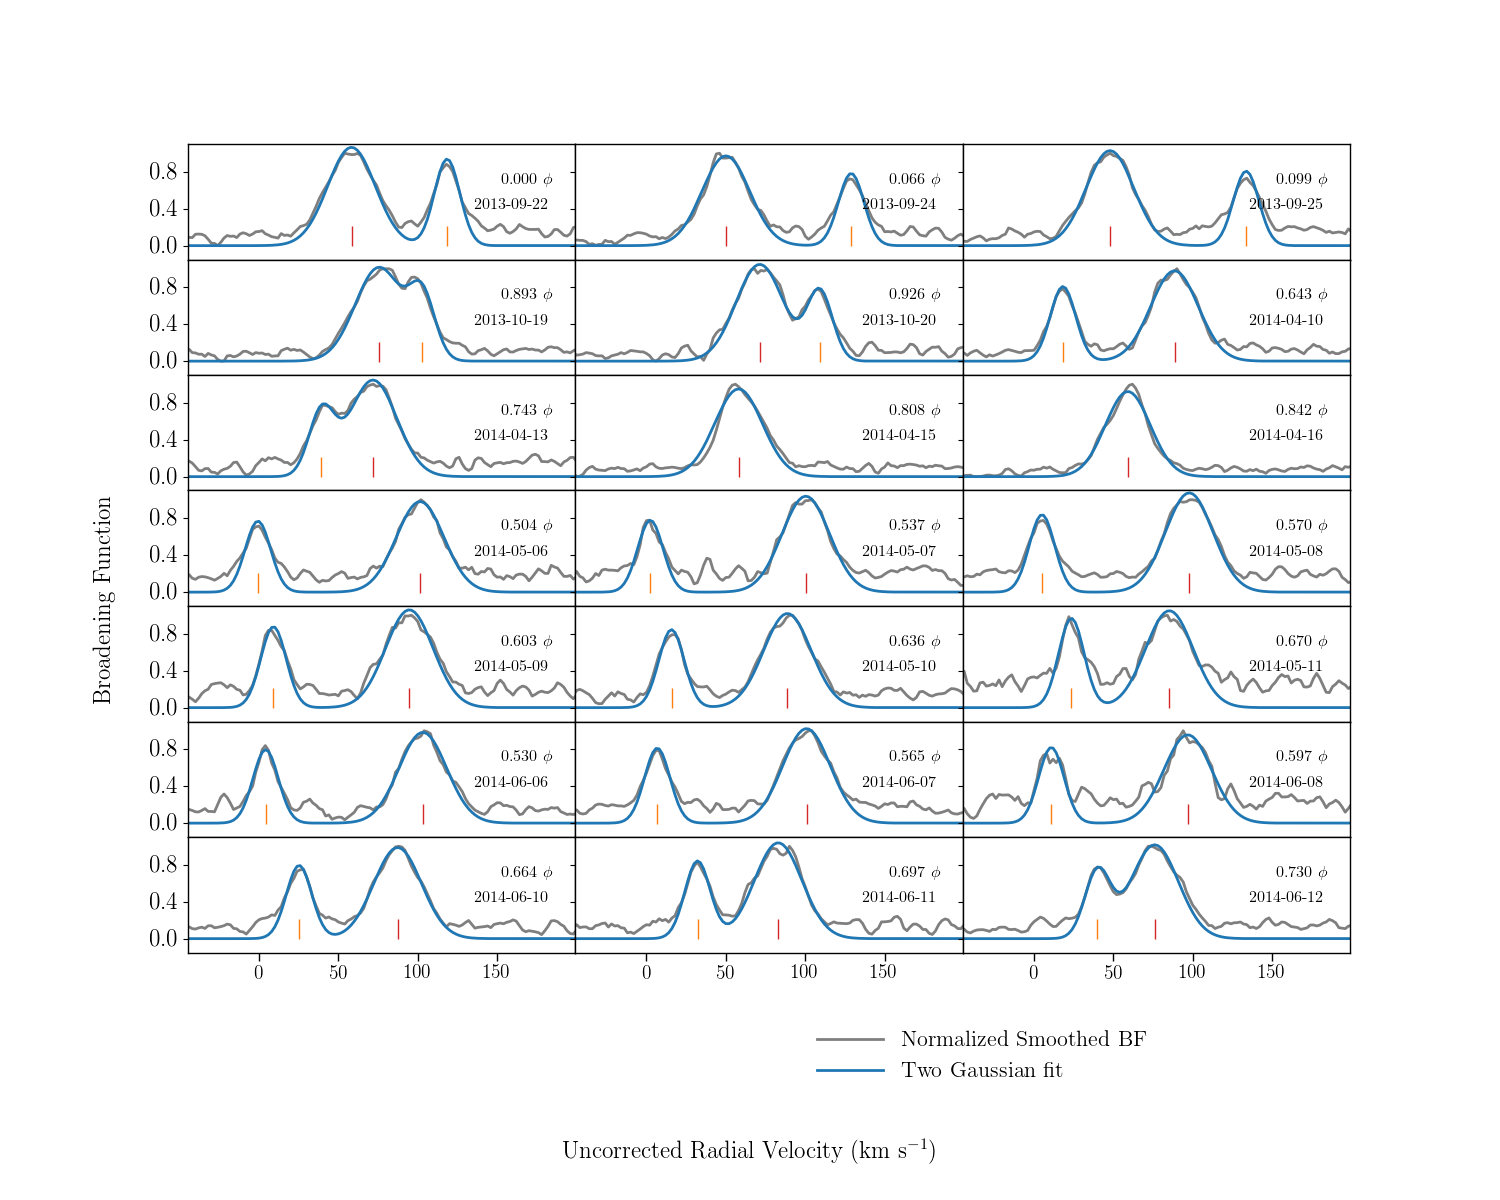 0.8
0.4
0.0
0.000 ϕ
2013-09-22
0.066 ϕ
2013-09-24
0.099 ϕ
2013-09-25
0.8
0.4
0.0
0.893 ϕ
2013-10-19
0.926 ϕ
2013-10-20
0.643 ϕ
2014-04-10
0.8
0.4
0.0
0.743 ϕ
2014-04-13
0.808 ϕ
2014-04-15
0.842 ϕ
2014-04-16
Broadening Function
0.8
0.4
0.0
0.504 ϕ
2014-05-06
0.537 ϕ
2014-05-07
0.570 ϕ
2014-05-08
0.8
0.4
0.0
0.603 ϕ
2014-05-09
0.636 ϕ
2014-05-10
0.670 ϕ
2014-05-11
0.8
0.4
0.0
0.530 ϕ
2014-06-06
0.565 ϕ
2014-06-07
0.597 ϕ
2014-06-08
0.8
0.4
0.0
0.664 ϕ
2014-06-10
0.697 ϕ
2014-06-11
0.730 ϕ
2014-06-12
0 50 100 150
0 50 100 150
0 50 100 150
Normalized Smoothed BF
Two Gaussian fit
Uncorrected Radial Velocity (km s⁻¹)